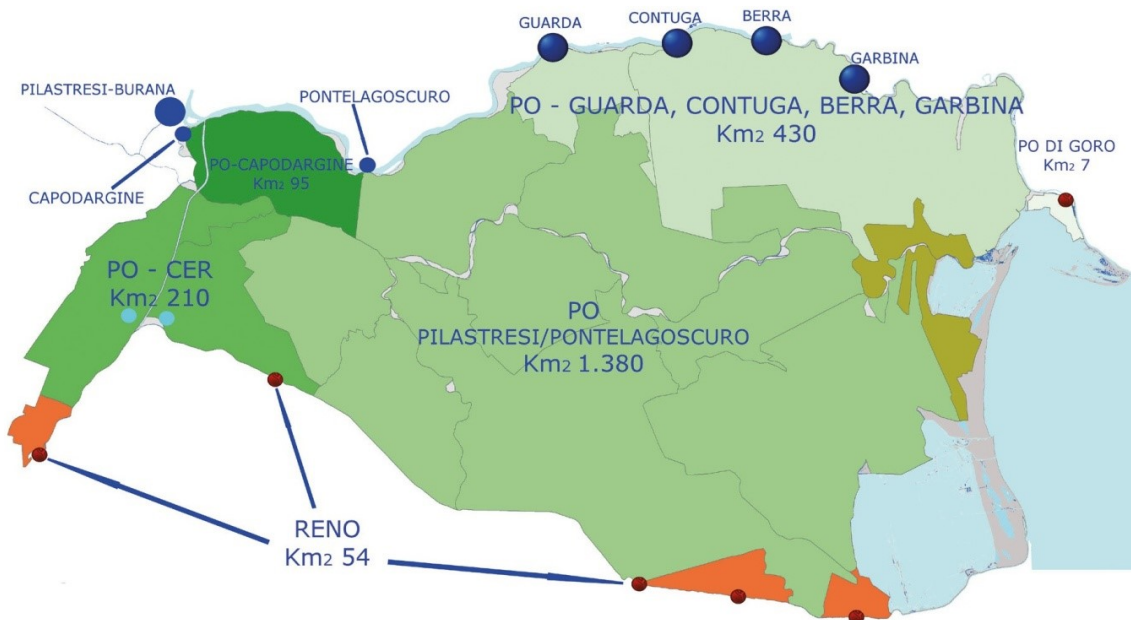 GUARDA
CONTUGA
BERRA
GARBINA
PILASTRESI-BURANA
PONTELAGOSCURO
CAPODARGINE
PO - GUARDA, CONTUGA, BERRA, GARBINA
Km2 430
PO DI GORO
Km2 7
PO-CAPODARGINE
Km2 95
PO - CER
Km2 210
PO
PILASTRESI/PONTELAGOSCURO
Km2 1.380
RENO
Km2 54